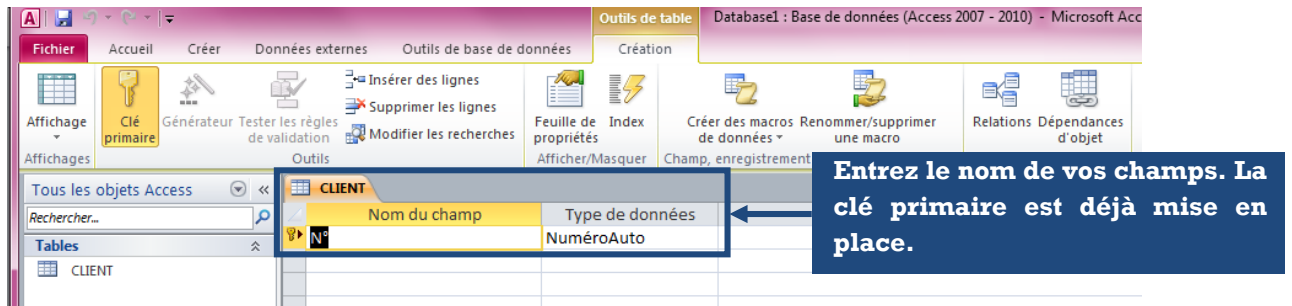 A
Outils de table
Database1 : Base de données (Access 2007 - 2010) - Microsoft Acc
Fichier Accueil Créer Données externes Outils de base de données Création
Affichage
Clé primaire
Générateur
Tester les règles de validation
Insérer des lignes
Supprimer les lignes
Modifier les recherches
Feuille de propriétés
Index
Créer des macros de données
Renommer/supprimer une macro
Relations
Dépendances d'objet
Affichages Outils Afficher/Masquer Champ, enregistrement
Entrez le nom de vos champs. La
clé primaire est déjà mise en
place.
Tous les objets Access «
Rechercher...
Tables
CLIENT
CLIENT
Nom du champ Type de données
N° NuméroAuto